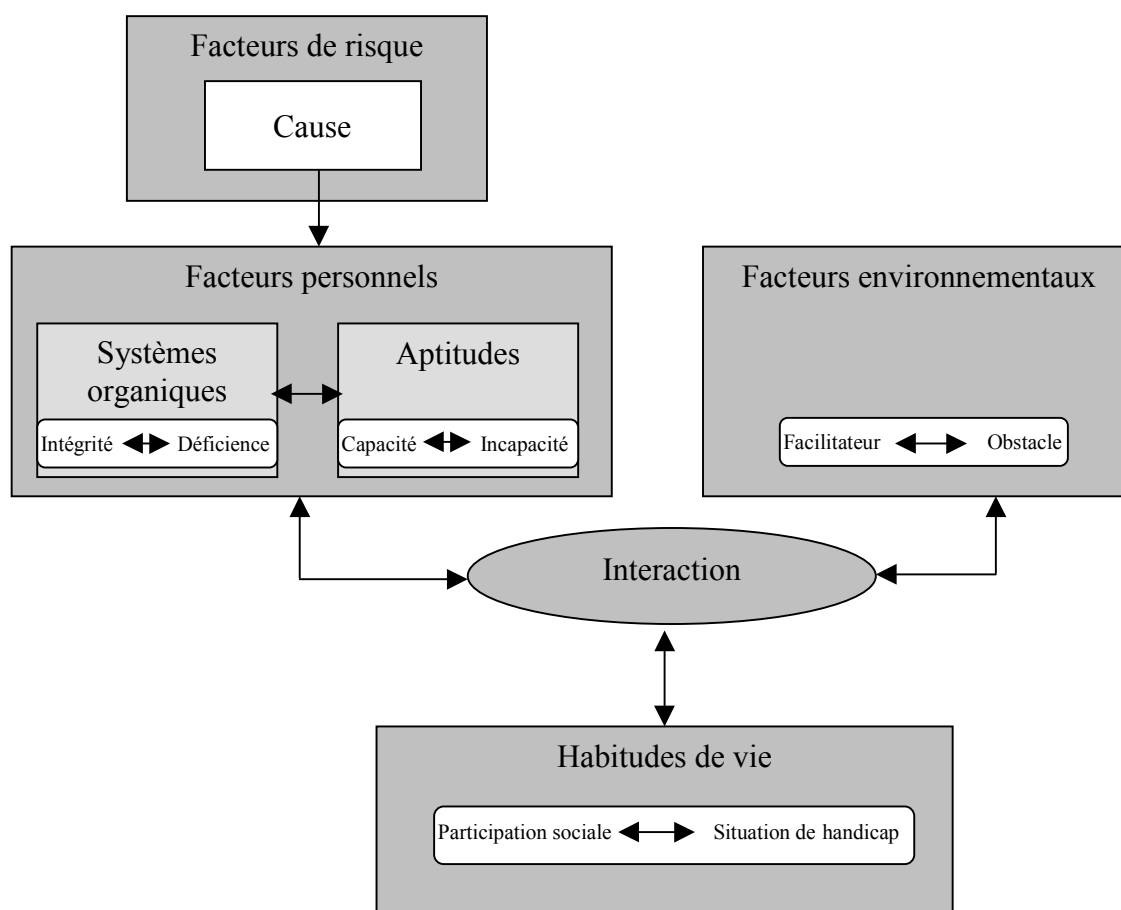 Facteurs de risque
Cause
Facteurs personnels
Systèmes
organiques
Intégrité Déficience
Aptitudes
Capacité Incapacité
Facteurs environnementaux
Facilitateur Obstacle
Interaction
Habitudes de vie
Participation sociale Situation de handicap